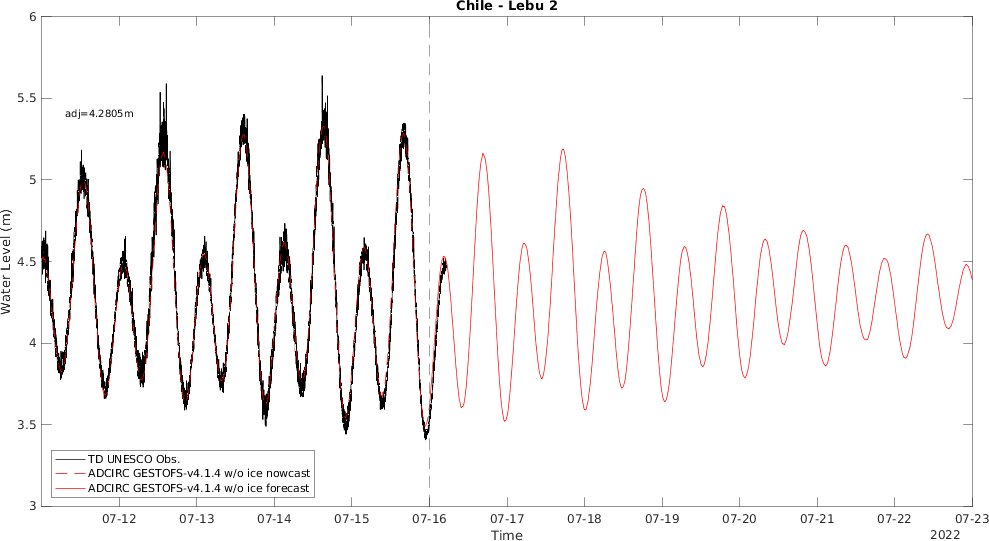 Chile - Lebu 2
6
5.5
adj=4.2805m
5
4.5
Water Level (m)
4
3.5
TD UNESCO Obs.
ADCIRC GESTOFS-v4.1.4 w/o ice nowcast
ADCIRC GESTOFS-v4.1.4 w/o ice forecast
3
07-12 07-13 07-14 07-15 07-16 07-17 07-18 07-19 07-20 07-21 07-22 07-23
Time
2022